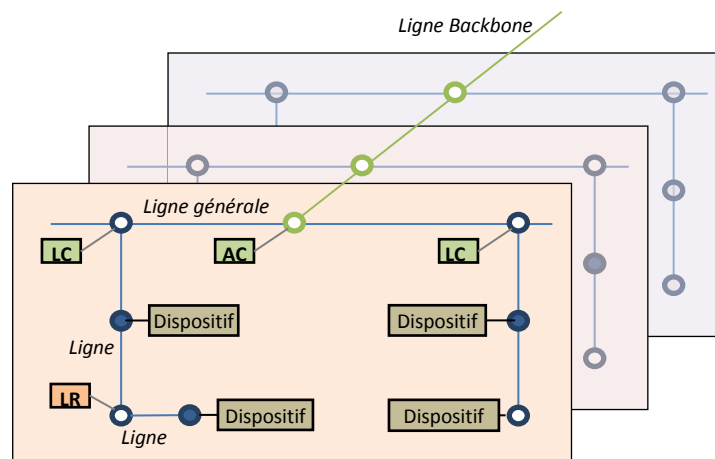 Ligne Backbone
Ligne générale
LC
AC
LC
Dispositif
Dispositif
Ligne
LR
Dispositif
Dispositif
Ligne